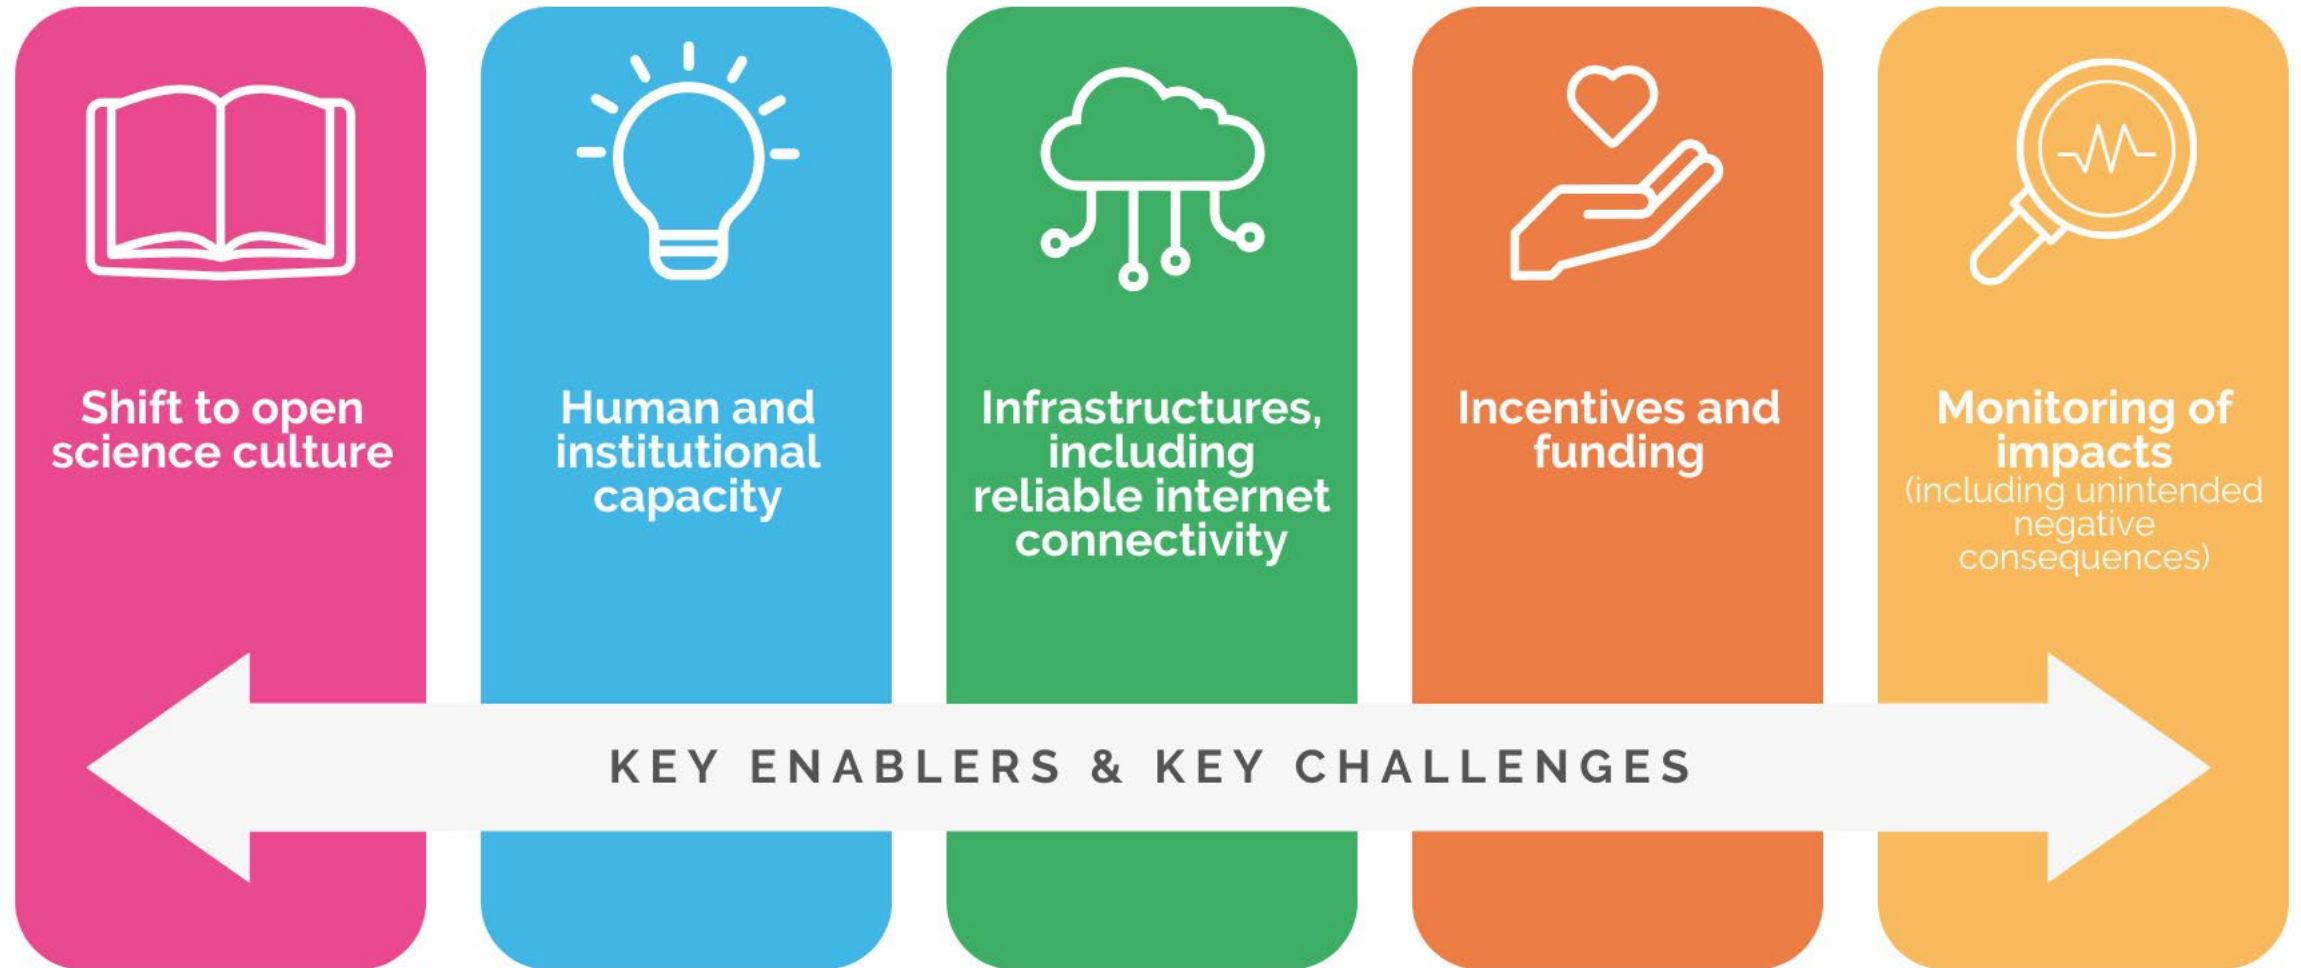 Shift to open
science culture
Human and
institutional
capacity
Infrastructures,
including
reliable internet
connectivity
Incentives and
funding
Monitoring of
impacts
(including unintended
negative
consequences)
KEY ENABLERS & KEY CHALLENGES